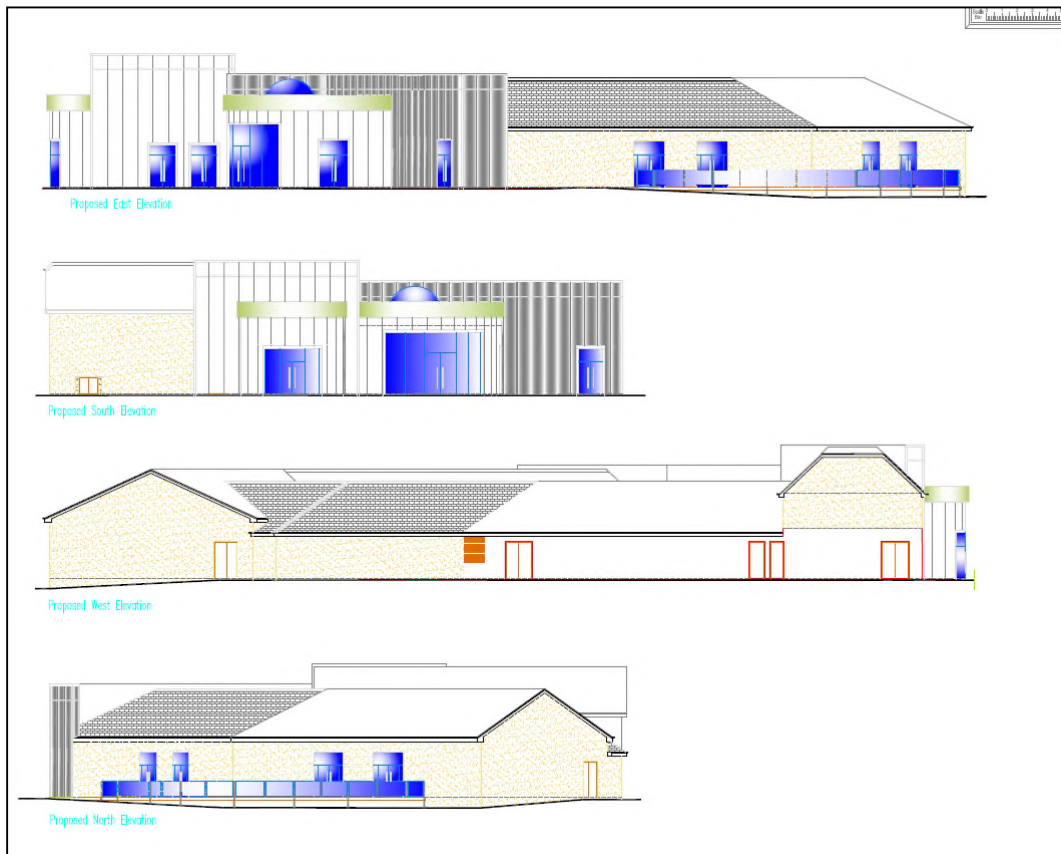 Proposed East Elevation
Proposed South Elevation
Proposed West Elevation
Proposed North Elevation